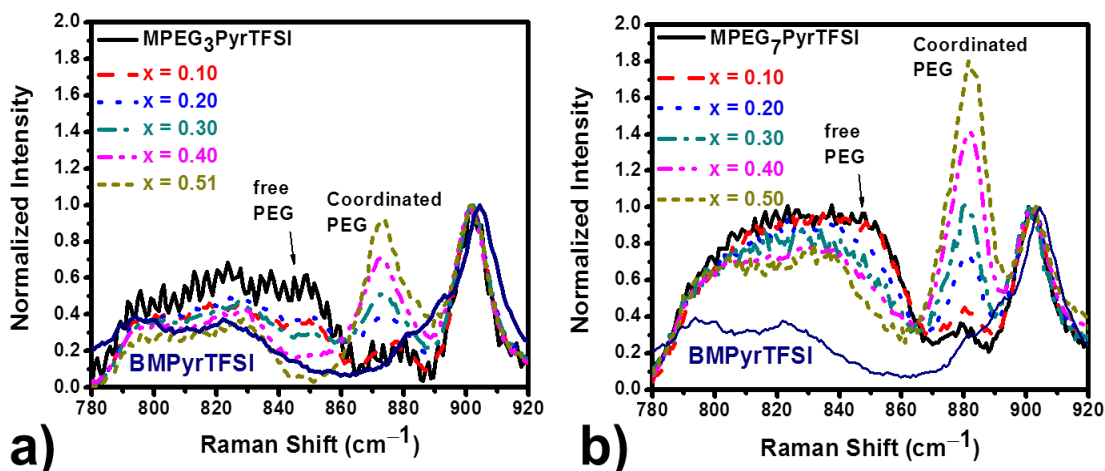 2.0
1.8
1.6
1.4
1.2
1.0
0.8
0.6
0.4
0.2
0.0
Normalized Intensity
MPEG₃PyrTFSI
x = 0.10
x = 0.20
x = 0.30
x = 0.40
x = 0.51
free
PEG
Coordinated
PEG
BMPyrTFSI
780 800 820 840 860 880 900 920
Raman Shift (cm⁻¹)
a)
2.0
1.8
1.6
1.4
1.2
1.0
0.8
0.6
0.4
0.2
0.0
Normalized Intensity
MPEG₇PyrTFSI
x = 0.10
x = 0.20
x = 0.30
x = 0.40
x = 0.50
Coordinated
PEG
free
PEG
BMPyrTFSI
780 800 820 840 860 880 900 920
Raman Shift (cm⁻¹)
b)